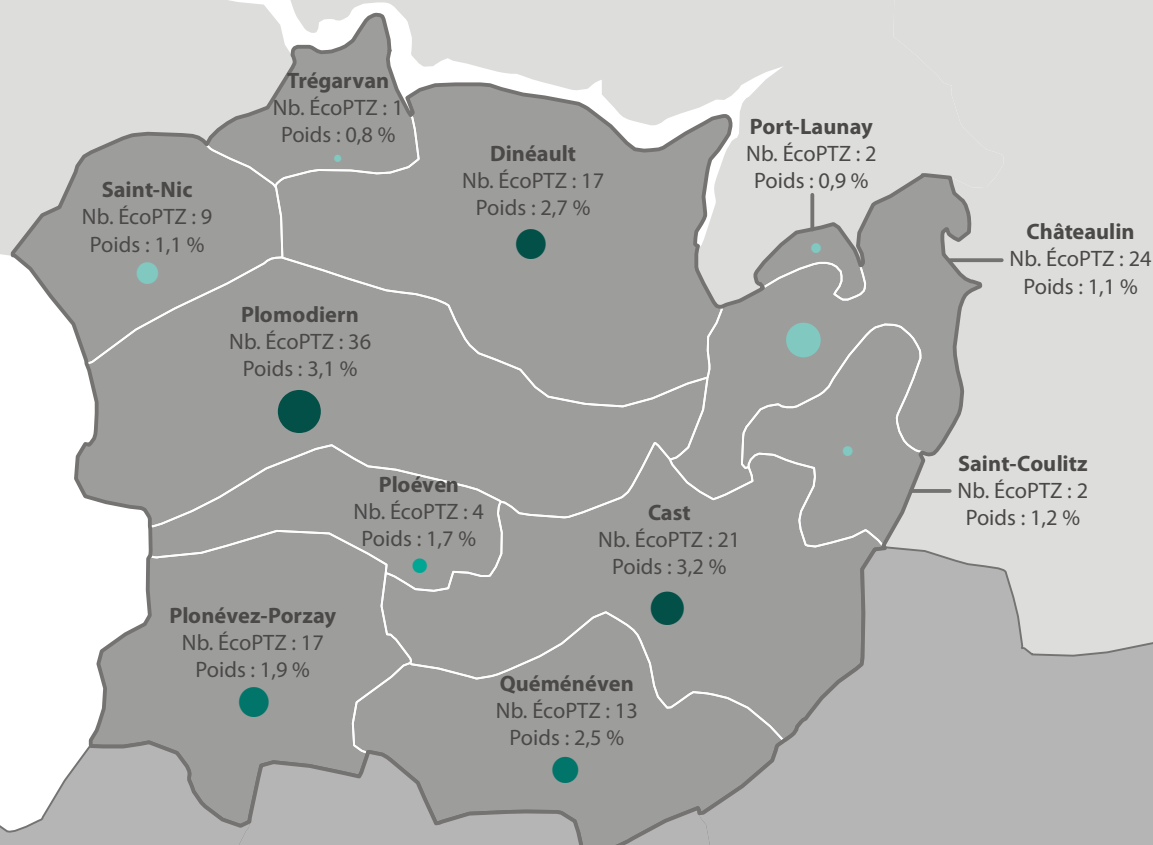 Trégarvan
Nb. ÉcoPTZ : 1
Poids : 0,8 %
Port-Launay
Nb. ÉcoPTZ : 2
Poids : 0,9 %
Dinéault
Nb. ÉcoPTZ : 17
Poids : 2,7 %
Saint-Nic
Nb. ÉcoPTZ : 9
Poids : 1,1 %
Châteaulin
Nb. ÉcoPTZ : 24
Poids : 1,1 %
Plomodiern
Nb. ÉcoPTZ : 36
Poids : 3,1 %
Saint-Coulitz
Nb. ÉcoPTZ : 2
Poids : 1,2 %
Ploéven
Nb. ÉcoPTZ : 4
Poids : 1,7 %
Cast
Nb. ÉcoPTZ : 21
Poids : 3,2 %
Plonévez-Porzay
Nb. ÉcoPTZ : 17
Poids : 1,9 %
Quéménéven
Nb. ÉcoPTZ : 13
Poids : 2,5 %